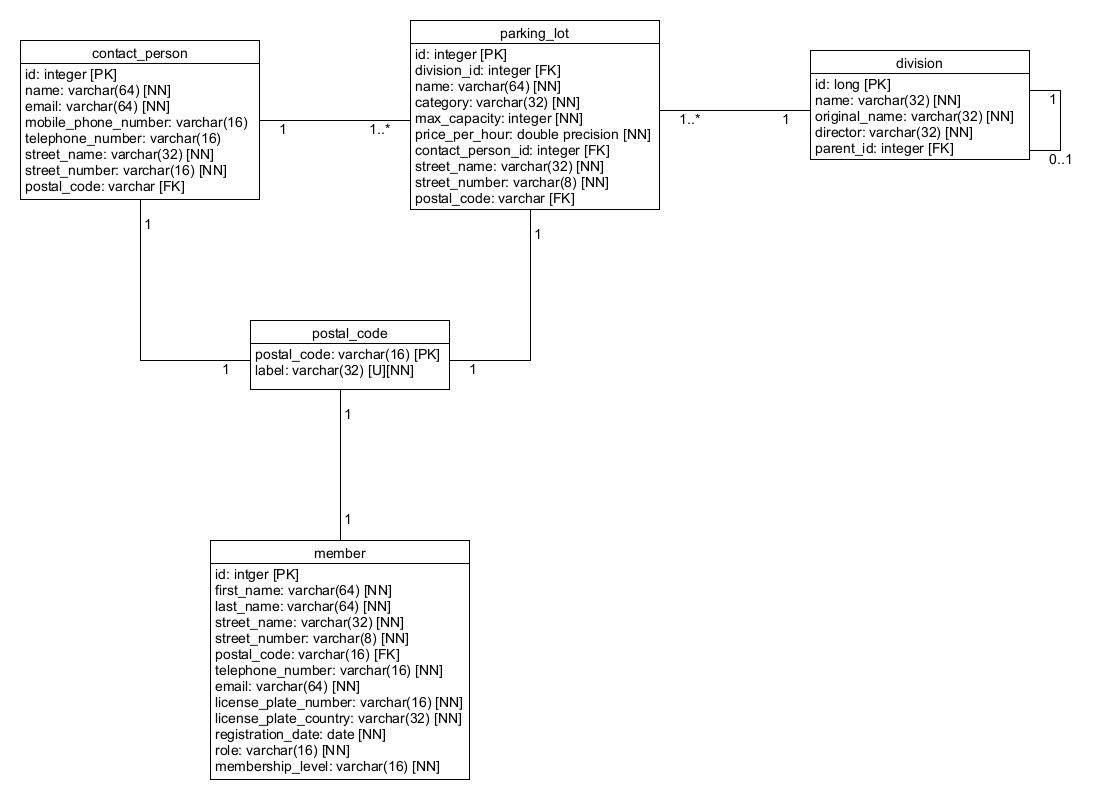 contact_person
id: integer [PK]
name: varchar(64) [NN]
email: varchar(64) [NN]
mobile_phone_number: varchar(16)
telephone_number: varchar(16)
street_name: varchar(32) [NN]
street_number: varchar(16) [NN]
postal_code: varchar [FK]
1
1..*
parking_lot
id: integer [PK]
division_id: integer [FK]
name: varchar(64) [NN]
category: varchar(32) [NN]
max_capacity: integer [NN]
price_per_hour: double precision [NN]
contact_person_id: integer [FK]
street_name: varchar(32) [NN]
street_number: varchar(8) [NN]
postal_code: varchar [FK]
1..*
1
division
id: long [PK]
name: varchar(32) [NN]
original_name: varchar(32) [NN]
director: varchar(32) [NN]
parent_id: integer [FK]
1
0..1
1
1
postal_code
postal_code: varchar(16) [PK]
label: varchar(32) [U][NN]
1
1
1
1
member
id: intger [PK]
first_name: varchar(64) [NN]
last_name: varchar(64) [NN]
street_name: varchar(32) [NN]
street_number: varchar(8) [NN]
postal_code: varchar(16) [FK]
telephone_number: varchar(16) [NN]
email: varchar(64) [NN]
license_plate_number: varchar(16) [NN]
license_plate_country: varchar(32) [NN]
registration_date: date [NN]
role: varchar(16) [NN]
membership_level: varchar(16) [NN]